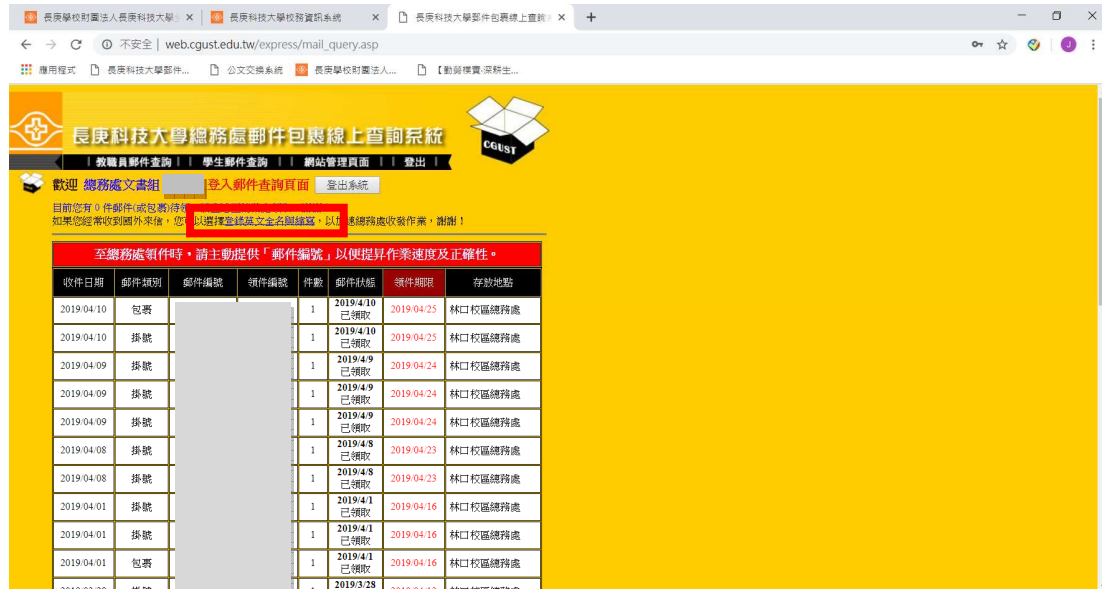 長庚學校財團法人長庚科技大學
長庚科技大學校務資訊系統
長庚科技大學郵件包裹線上查詢
不安全 | web.cgust.edu.tw/express/mail_query.asp
應用程式 長庚科技大學郵件... 公文交換系統 長庚學校財團法人... 【勤勞樸實‧深耕生...
長庚科技大學總務處郵件包裹線上查詢系統
CGUST
| 教職員郵件查詢 | | 學生郵件查詢 | | 網站管理頁面 | | 登出 |
歡迎 總務處文書組 登入郵件查詢頁面 登出系統
目前您有 0 件郵件(或包裹)待領
如果您經常收到國外來信,您可以選擇登錄英文全名與縮寫,以加速總務處收發作業,謝謝!
至總務處領件時,請主動提供「郵件編號」以便提昇作業速度及正確性。
收件日期 郵件類別 郵件編號 領件編號 件數 郵件狀態 領件期限 存放地點
2019/04/10 包裹 1 2019/4/10 已領取 2019/04/25 林口校區總務處
2019/04/10 掛號 1 2019/4/10 已領取 2019/04/25 林口校區總務處
2019/04/09 掛號 1 2019/4/9 已領取 2019/04/24 林口校區總務處
2019/04/09 掛號 1 2019/4/9 已領取 2019/04/24 林口校區總務處
2019/04/09 掛號 1 2019/4/9 已領取 2019/04/24 林口校區總務處
2019/04/08 掛號 1 2019/4/8 已領取 2019/04/23 林口校區總務處
2019/04/08 掛號 1 2019/4/8 已領取 2019/04/23 林口校區總務處
2019/04/01 掛號 1 2019/4/1 已領取 2019/04/16 林口校區總務處
2019/04/01 掛號 1 2019/4/1 已領取 2019/04/16 林口校區總務處
2019/04/01 包裹 1 2019/4/1 已領取 2019/04/16 林口校區總務處
2019/3/28